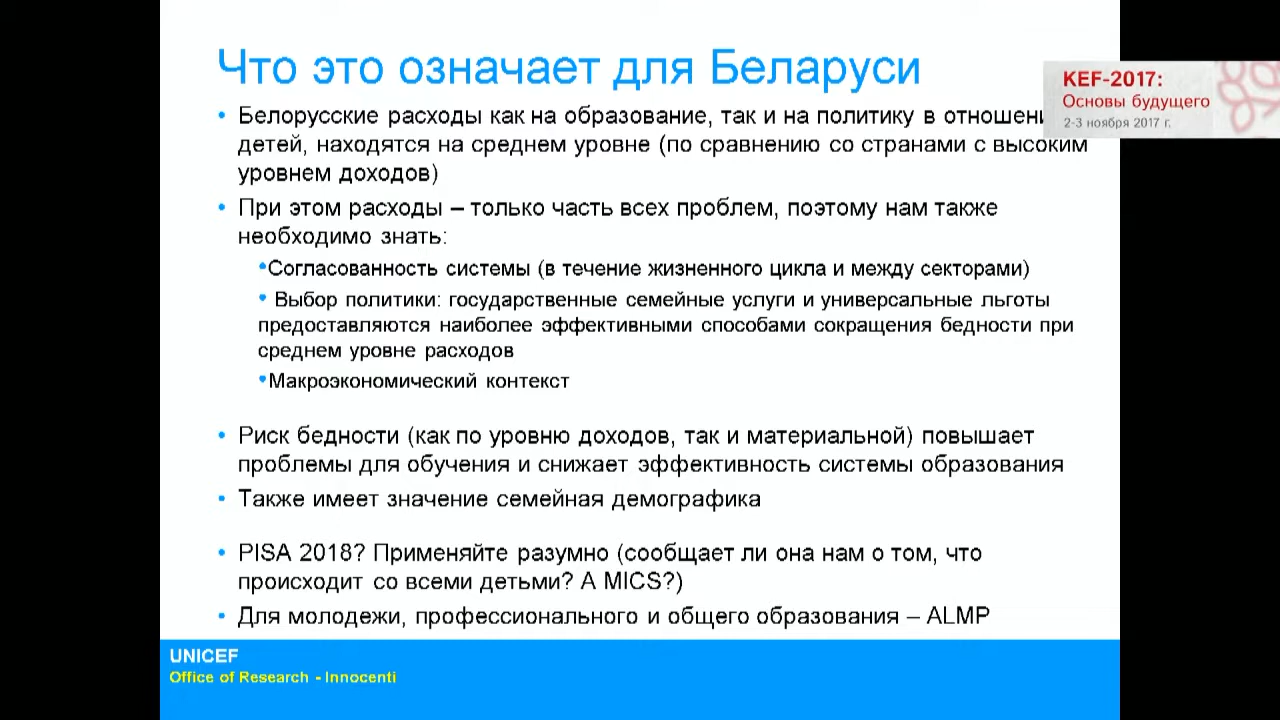 Что это означает для Беларуси
KEF-2017:
Основы будущего
2-3 ноября 2017 г.
• Белорусские расходы как на образование, так и на политику в отношени
детей, находятся на среднем уровне (по сравнению со странами с высоким
уровнем доходов)
• При этом расходы – только часть всех проблем, поэтому нам также
необходимо знать:
•Согласованность системы (в течение жизненного цикла и между секторами)
• Выбор политики: государственные семейные услуги и универсальные льготы
предоставляются наиболее эффективными способами сокращения бедности при
среднем уровне расходов
•Макроэкономический контекст
• Риск бедности (как по уровню доходов, так и материальной) повышает
проблемы для обучения и снижает эффективность системы образования
• Также имеет значение семейная демографика
• PISA 2018? Применяйте разумно (сообщает ли она нам о том, что
происходит со всеми детьми? А MICS?)
• Для молодежи, профессионального и общего образования – ALMP
UNICEF
Office of Research - Innocenti